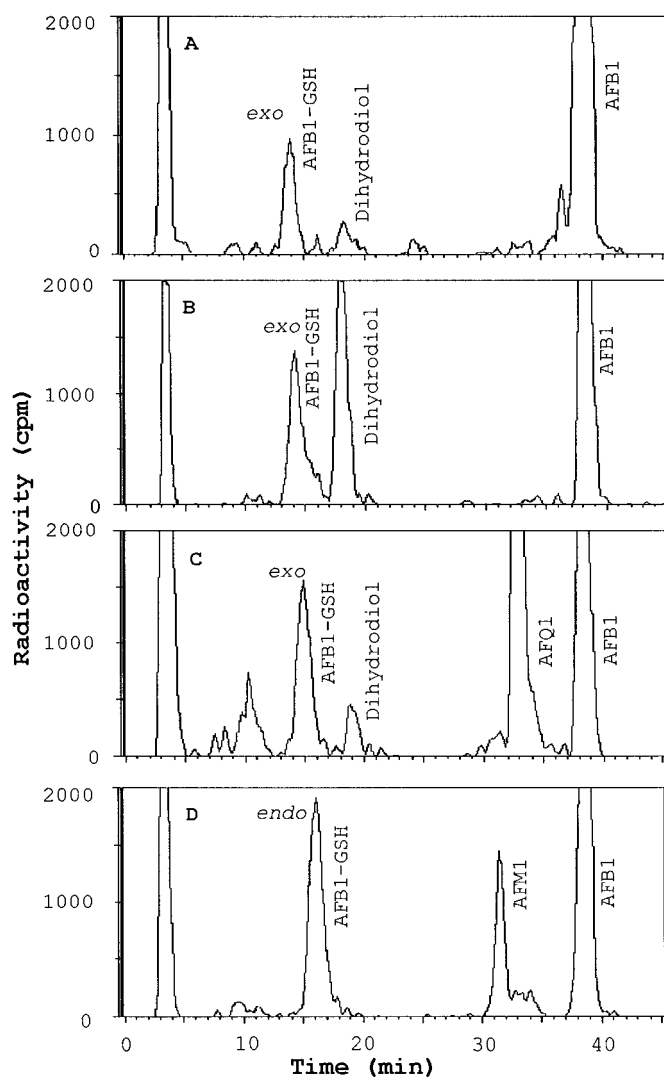 2000
A
exo
AFB1-GSH
Dihydrodiol
AFB1
1000
0
2000
B
exo
AFB1-GSH
Dihydrodiol
AFB1
1000
0
2000
C
exo
AFB1-GSH
Dihydrodiol
AFQ1
AFB1
1000
0
2000
D
endo
AFB1-GSH
AFM1
AFB1
1000
0
Radioactivity (cpm)
0 10 20 30 40
Time (min)